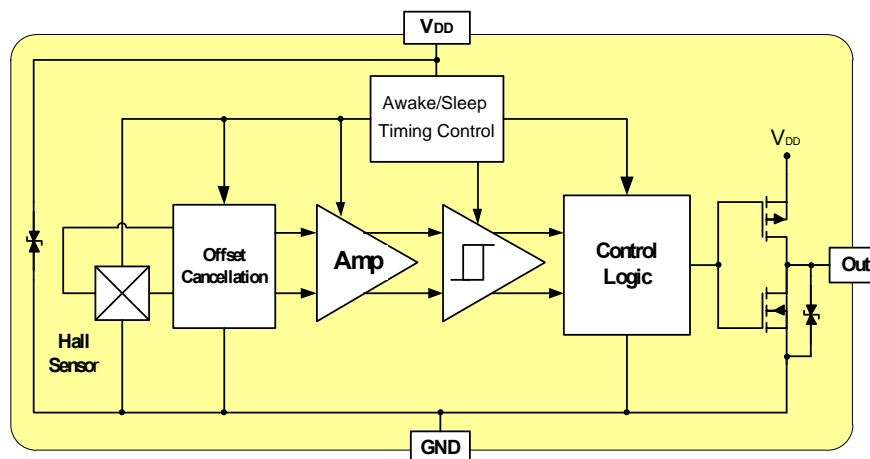 VDD
Awake/Sleep
Timing Control
VDD
Offset
Cancellation
Amp
Control
Logic
Out
Hall
Sensor
GND